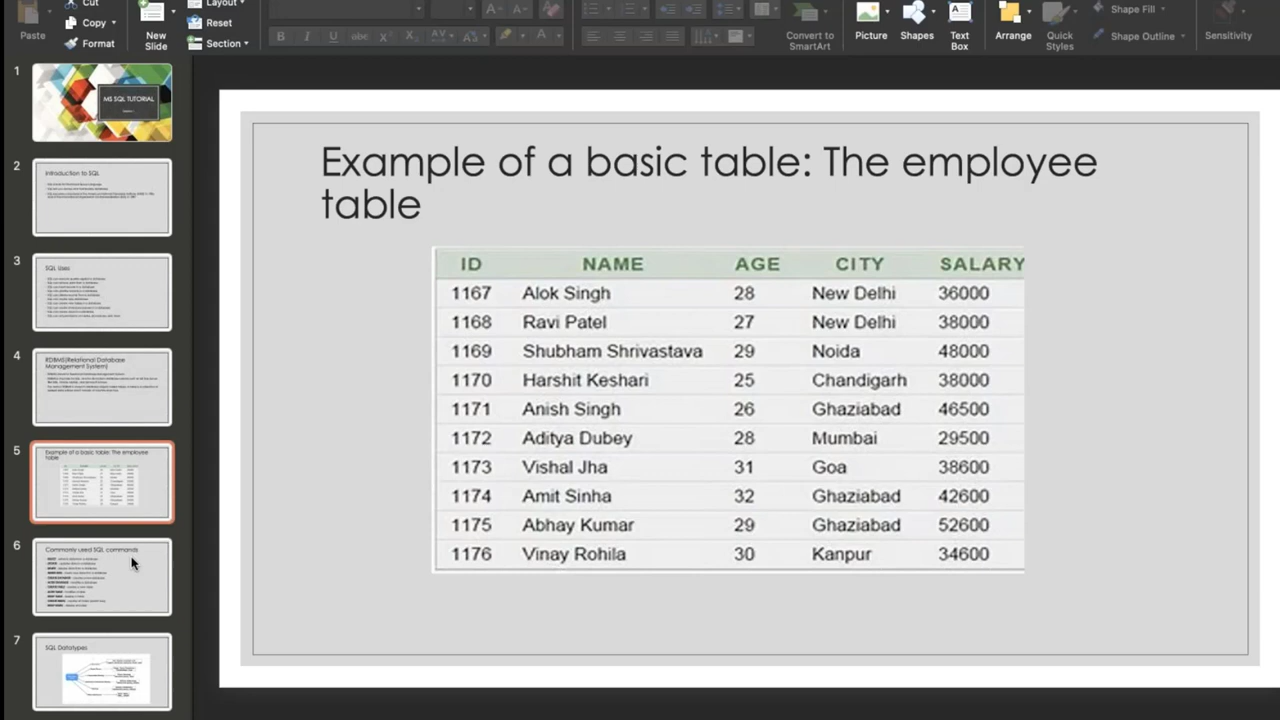 Cut
Copy
Paste
Format
New
Slide
Layout
Reset
Section
B I U abc X X AV Aa A
Convert to
SmartArt
Picture
Shapes
Text
Box
Arrange
Quick
Styles
Shape Fill
Shape Outline
Sensitivity
1
MS SQL TUTORIAL
2
Introduction to SQL
3
SQL Uses
4
RDBMS(Relational Database
Management System)
5
Example of a basic table: The employee
table
6
Commonly used SQL commands
7
SQL Datatypes
Example of a basic table: The employee
table
ID NAME AGE CITY SALARY
1167 Alok Singh 28 New Delhi 36000
1168 Ravi Patel 27 New Delhi 38000
1169 Shubham Shrivastava 29 Noida 48000
1170 Harshit Keshari 25 Chandigarh 38000
1171 Anish Singh 26 Ghaziabad 46500
1172 Aditya Dubey 28 Mumbai 29500
1173 Vishal Jha 31 Goa 38600
1174 Amit Sinha 32 Ghaziabad 42600
1175 Abhay Kumar 29 Ghaziabad 52600
1176 Vinay Rohila 30 Kanpur 34600